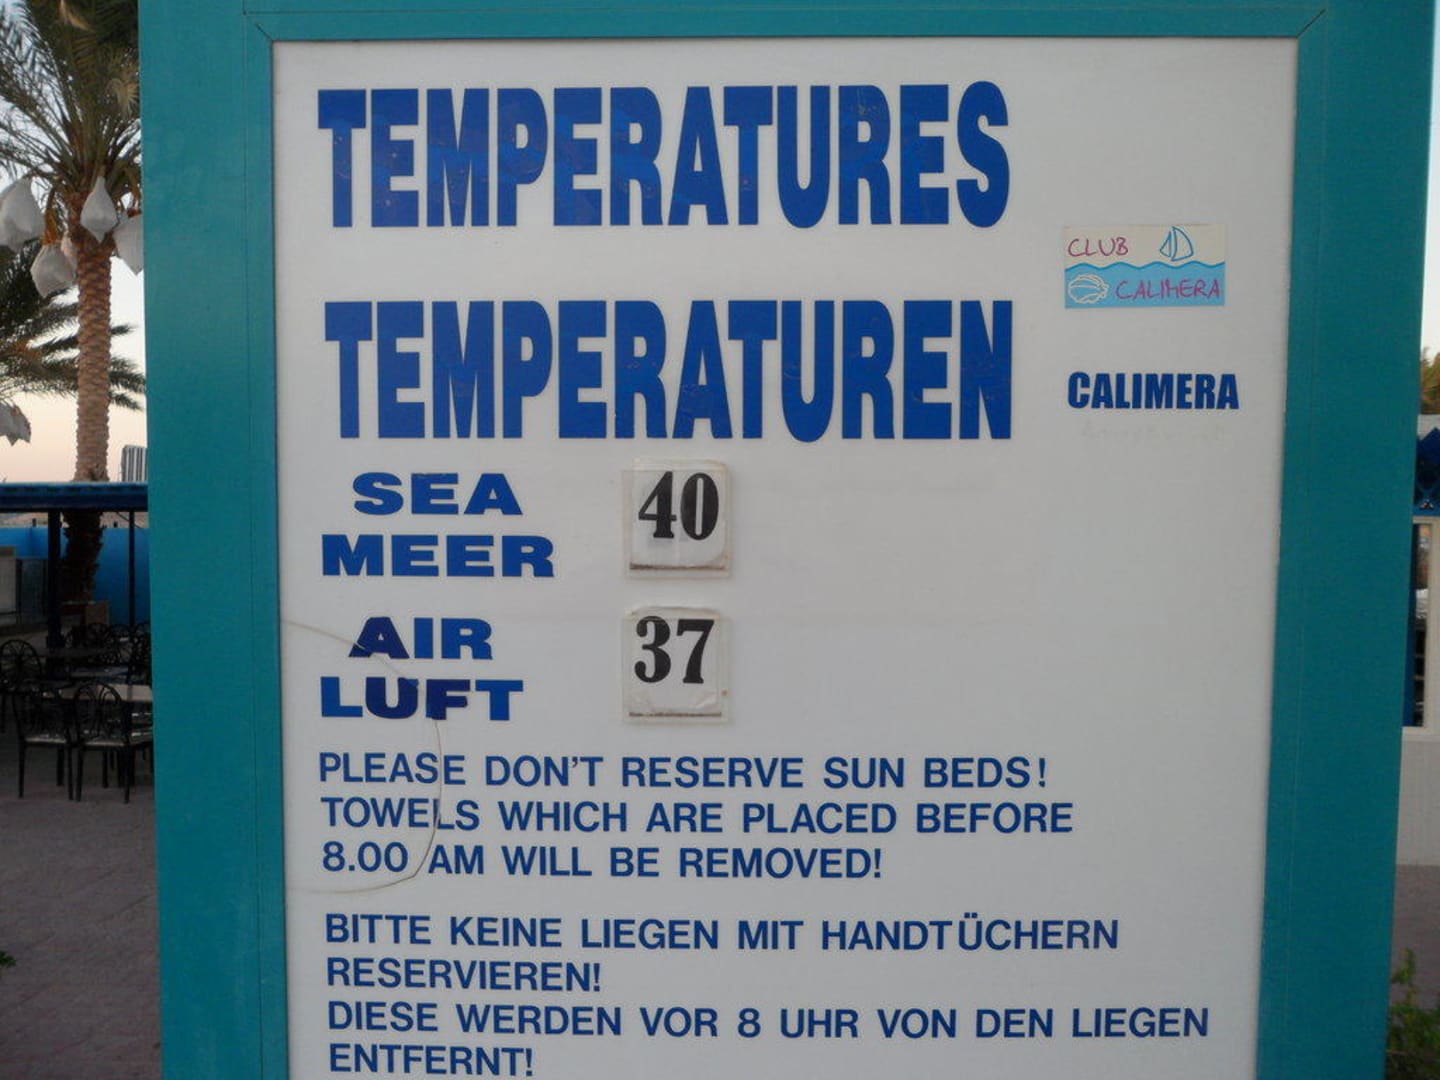 TEMPERATURES
CLUB
CALIMERA
TEMPERATUREN
CALIMERA
SEA 40
MEER
AIR 37
LUFT
PLEASE DON'T RESERVE SUN BEDS!
TOWELS WHICH ARE PLACED BEFORE
8.00 AM WILL BE REMOVED!
BITTE KEINE LIEGEN MIT HANDTÜCHERN
RESERVIEREN!
DIESE WERDEN VOR 8 UHR VON DEN LIEGEN
ENTFERNT!